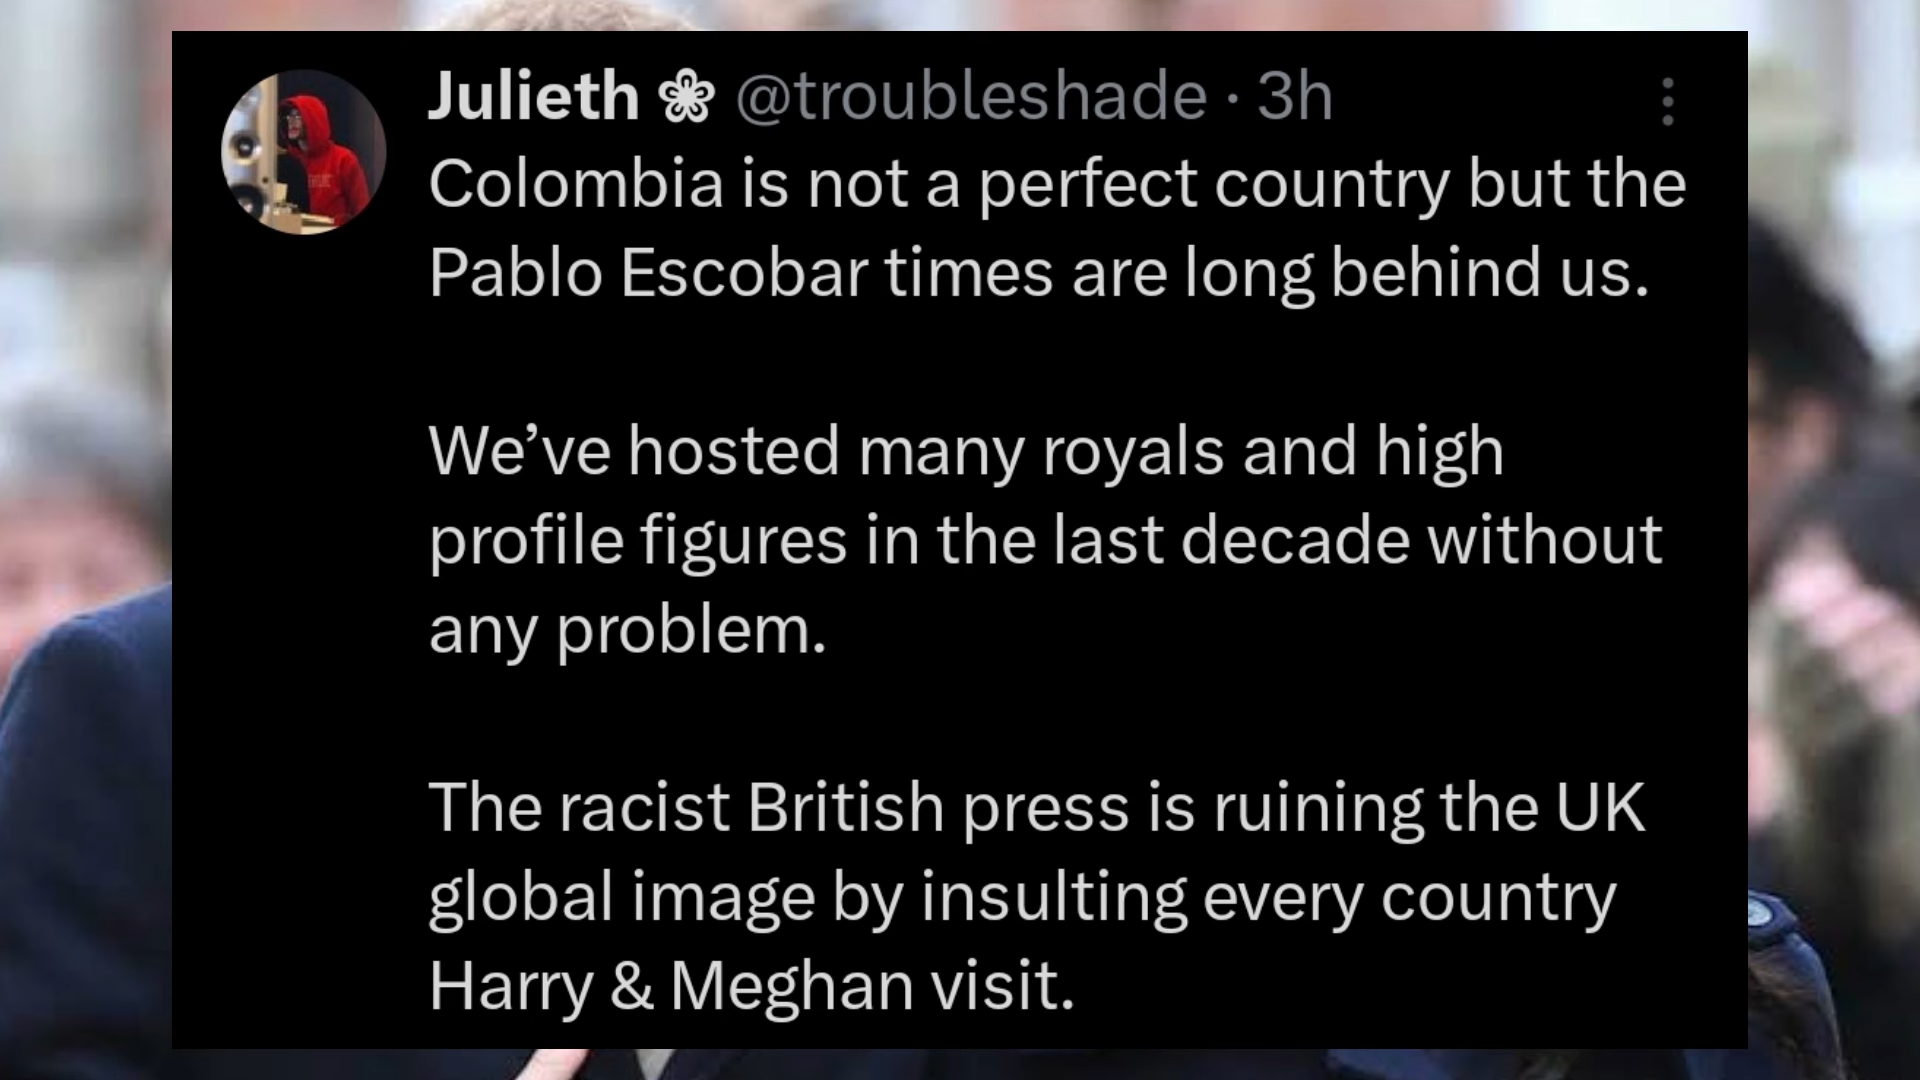 Julieth ❀ @troubleshade · 3h
Colombia is not a perfect country but the
Pablo Escobar times are long behind us.
We’ve hosted many royals and high
profile figures in the last decade without
any problem.
The racist British press is ruining the UK
global image by insulting every country
Harry & Meghan visit.